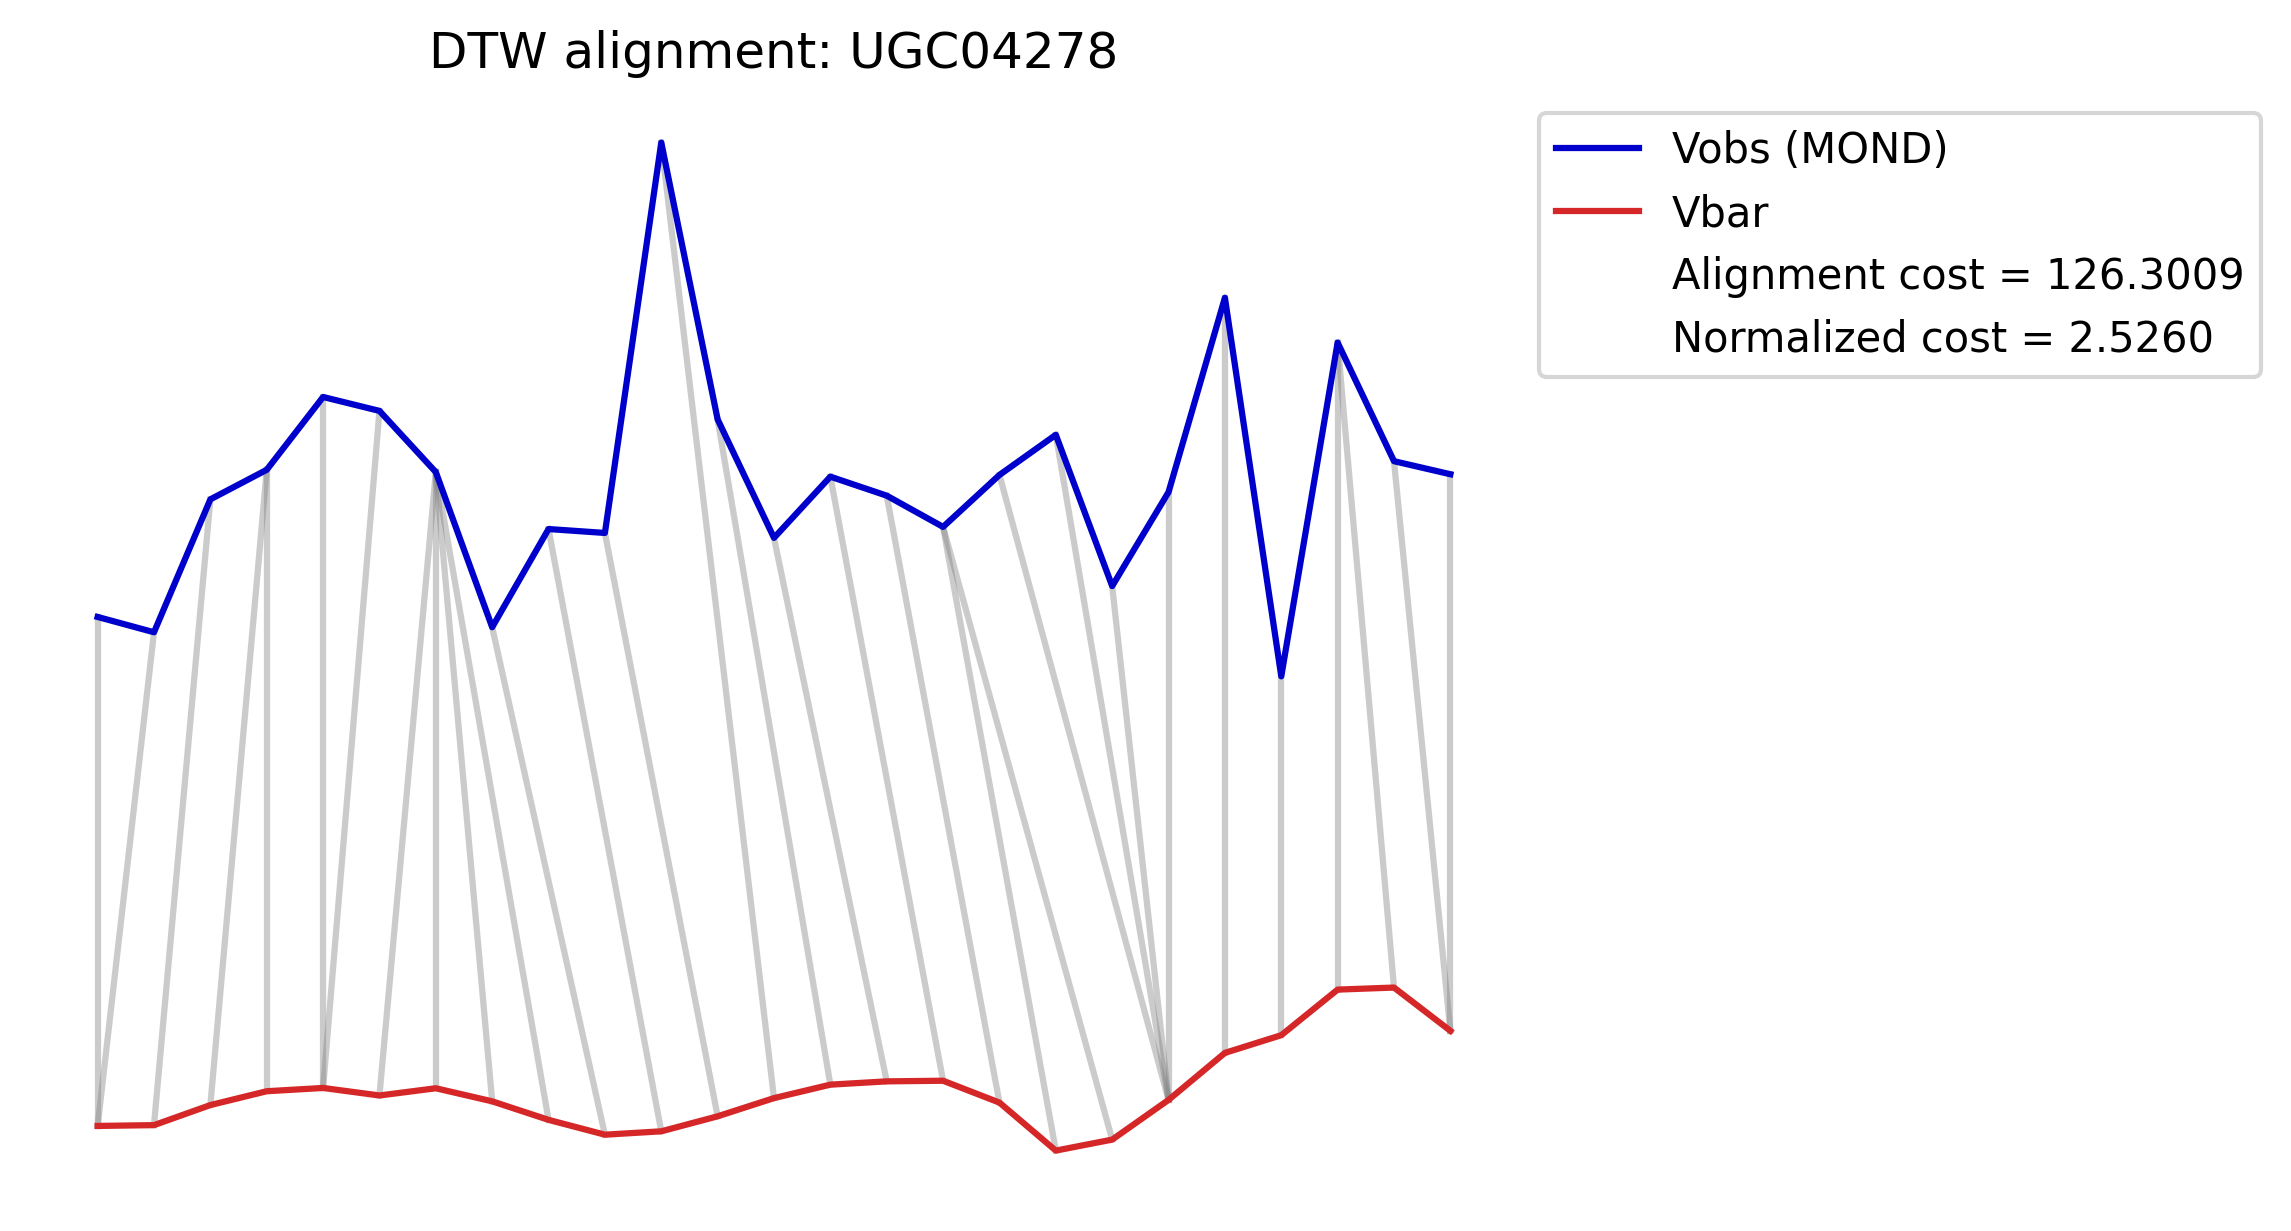 DTW alignment: UGC04278
Vobs (MOND)
Vbar
Alignment cost = 126.3009
Normalized cost = 2.5260